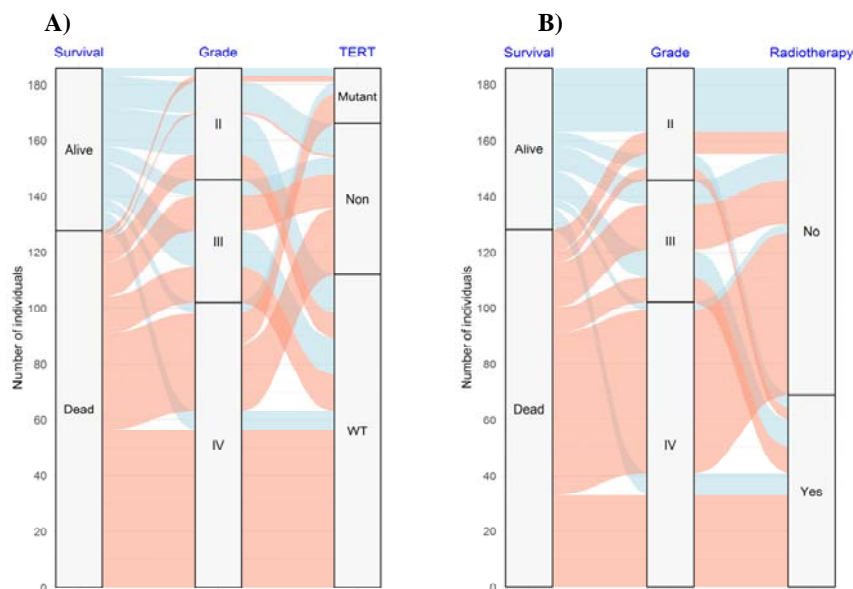 A)
B)
Survival Grade TERT
Survival Grade Radiotherapy
Number of individuals
180
160
140
120
100
80
60
40
20
0
Alive
Dead
II
III
IV
Mutant
Non
WT
Number of individuals
180
160
140
120
100
80
60
40
20
0
Alive
Dead
II
III
IV
No
Yes